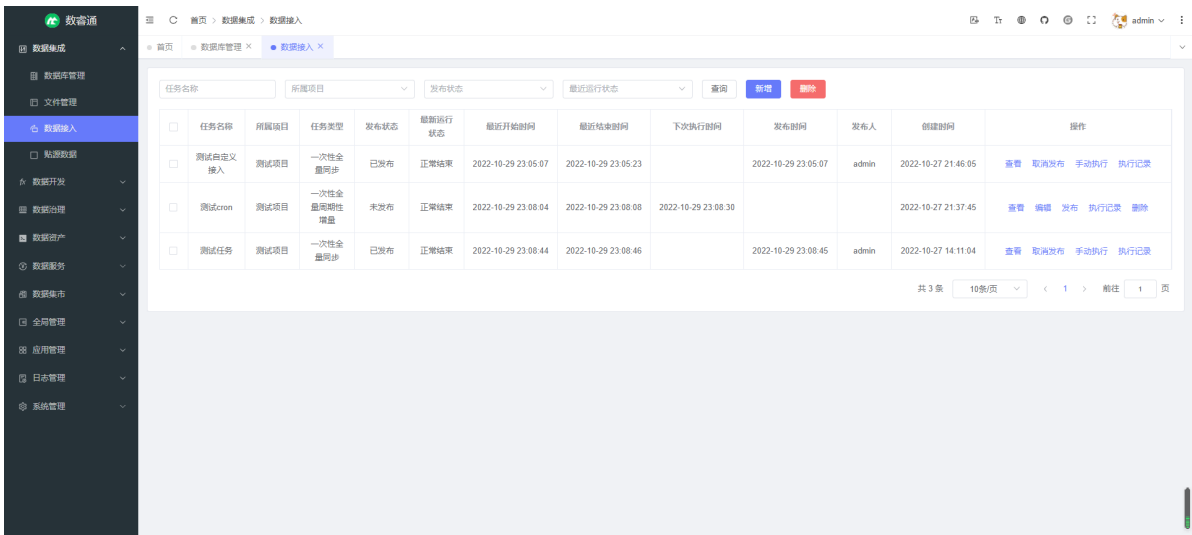 数睿通
首页 > 数据集成 > 数据接入
admin
数据集成
数据库管理
文件管理
数据接入
贴源数据
数据开发
数据治理
数据资产
数据服务
数据集市
全局管理
应用管理
日志管理
系统管理
首页 数据库管理 × 数据接入 ×
任务名称 所属项目 发布状态 最近运行状态 查询 新增 删除
任务名称 所属项目 任务类型 发布状态 最新运行状态 最近开始时间 最近结束时间 下次执行时间 发布时间 发布人 创建时间 操作
测试自定义接入 测试项目 一次性全量同步 已发布 正常结束 2022-10-29 23:05:07 2022-10-29 23:05:23 2022-10-29 23:05:07 admin 2022-10-27 21:46:05 查看 取消发布 手动执行 执行记录
测试cron 测试项目 一次性全量周期性增量 未发布 正常结束 2022-10-29 23:08:04 2022-10-29 23:08:08 2022-10-29 23:08:30 2022-10-27 21:37:45 查看 编辑 发布 执行记录 删除
测试任务 测试项目 一次性全量同步 已发布 正常结束 2022-10-29 23:08:44 2022-10-29 23:08:46 2022-10-29 23:08:45 admin 2022-10-27 14:11:04 查看 取消发布 手动执行 执行记录
共 3 条 10条/页 < 1 > 前往 1 页